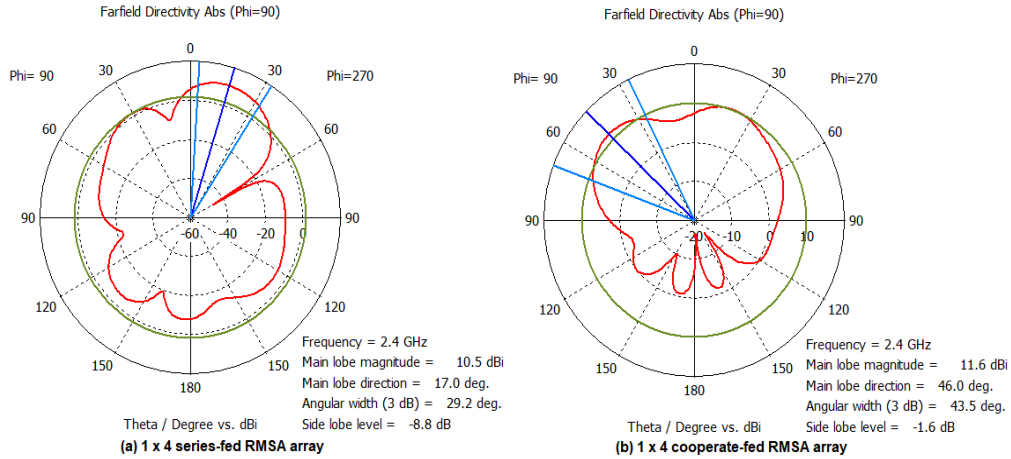 Farfield Directivity Abs (Phi=90)
0
Phi= 90
30
30
Phi=270
60
60
90
-60
-40
-20
0
90
120
120
150
150
180
Frequency = 2.4 GHz
Main lobe magnitude = 10.5 dBi
Main lobe direction = 17.0 deg.
Angular width (3 dB) = 29.2 deg.
Theta / Degree vs. dBi
Side lobe level = -8.8 dB
(a) 1 x 4 series-fed RMSA array
Farfield Directivity Abs (Phi=90)
0
Phi= 90
30
30
Phi=270
60
60
90
-20
-10
0
10
90
120
120
150
150
180
Frequency = 2.4 GHz
Main lobe magnitude = 11.6 dBi
Main lobe direction = 46.0 deg.
Angular width (3 dB) = 43.5 deg.
Theta / Degree vs. dBi
Side lobe level = -1.6 dB
(b) 1 x 4 cooperate-fed RMSA array